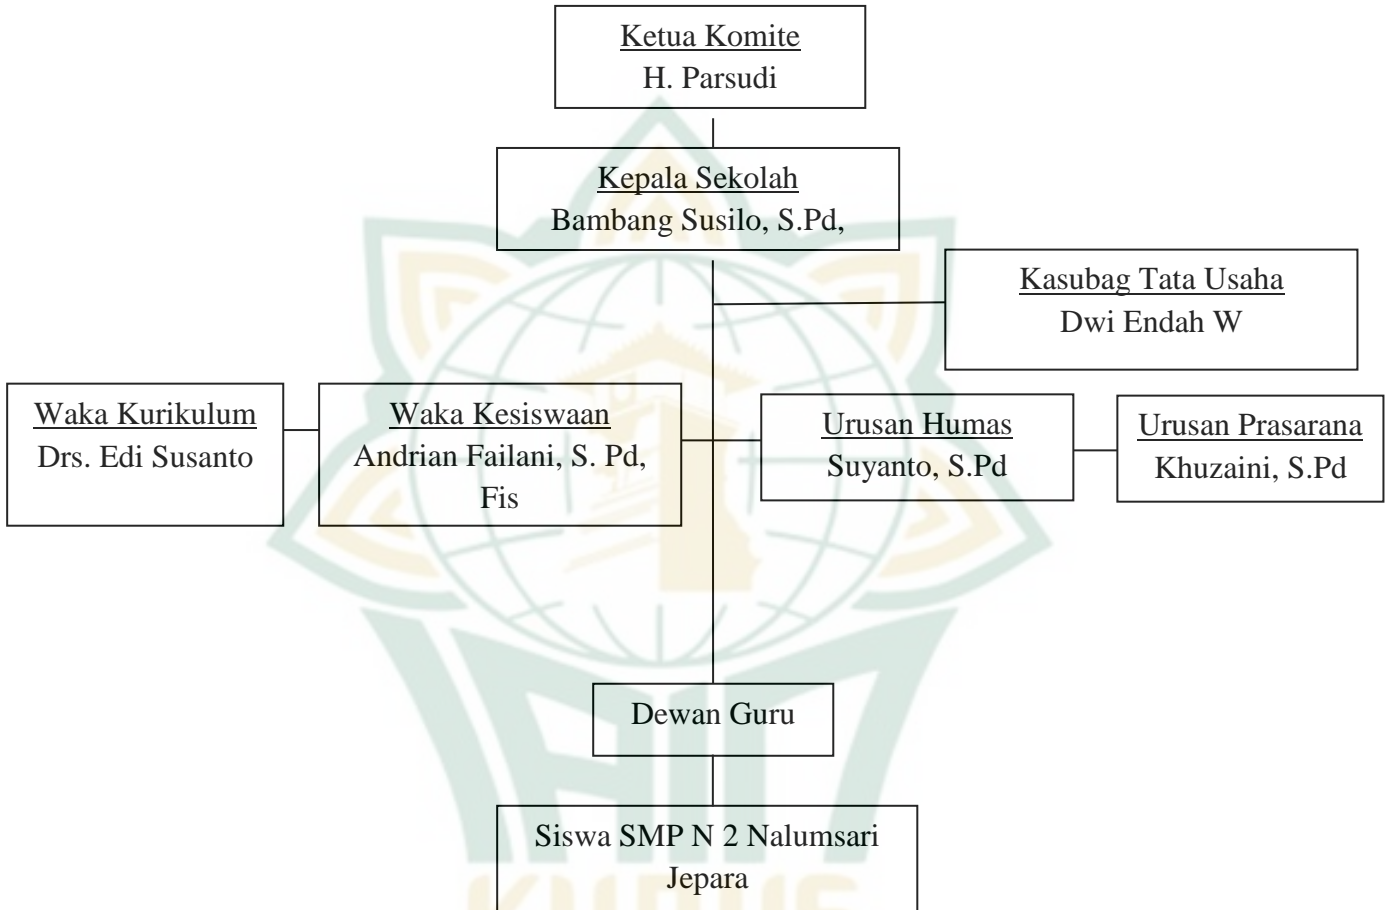 Ketua Komite
H. Parsudi
Kepala Sekolah
Bambang Susilo, S.Pd,
Kasubag Tata Usaha
Dwi Endah W
Waka Kurikulum
Drs. Edi Susanto
Waka Kesiswaan
Andrian Failani, S. Pd,
Fis
Urusan Humas
Suyanto, S.Pd
Urusan Prasarana
Khuzaini, S.Pd
Dewan Guru
Siswa SMP N 2 Nalumsari
Jepara